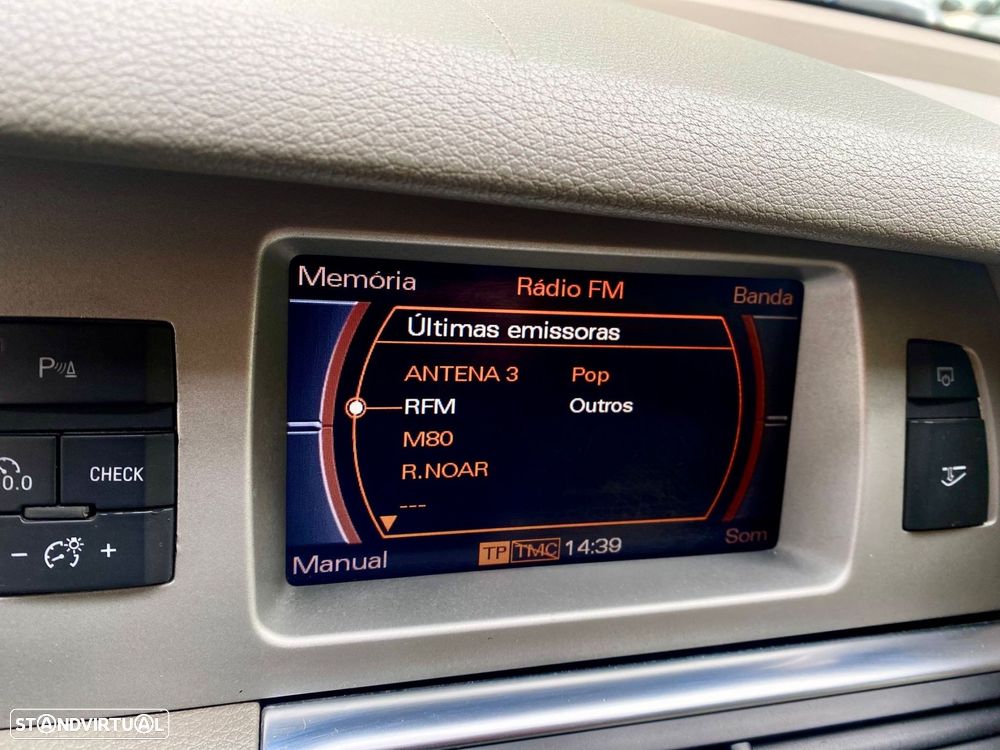 Memória Rádio FM Banda
Últimas emissoras
ANTENA 3 Pop
RFM Outros
M80
R.NOAR
---
Manual TP TMC 14:39 Som
P
0.0 CHECK
- +
STANDVIRTUAL